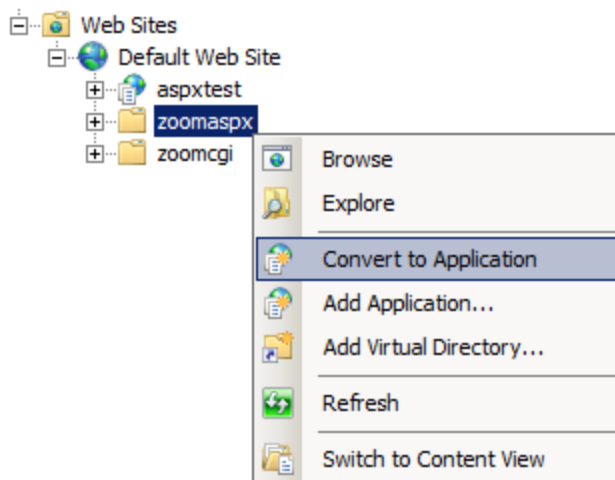 Web Sites
Default Web Site
aspxtest
zoomaspx
zoomcgi
Browse
Explore
Convert to Application
Add Application...
Add Virtual Directory...
Refresh
Switch to Content View